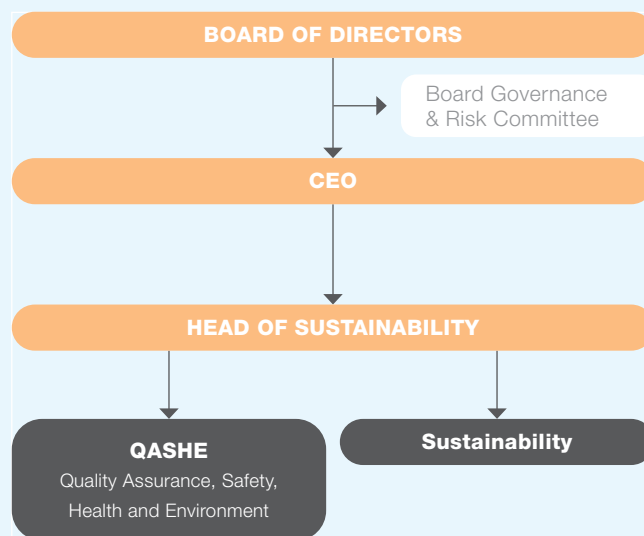 BOARD OF DIRECTORS
Board Governance
& Risk Committee
CEO
HEAD OF SUSTAINABILITY
QASHE
Quality Assurance, Safety,
Health and Environment
Sustainability